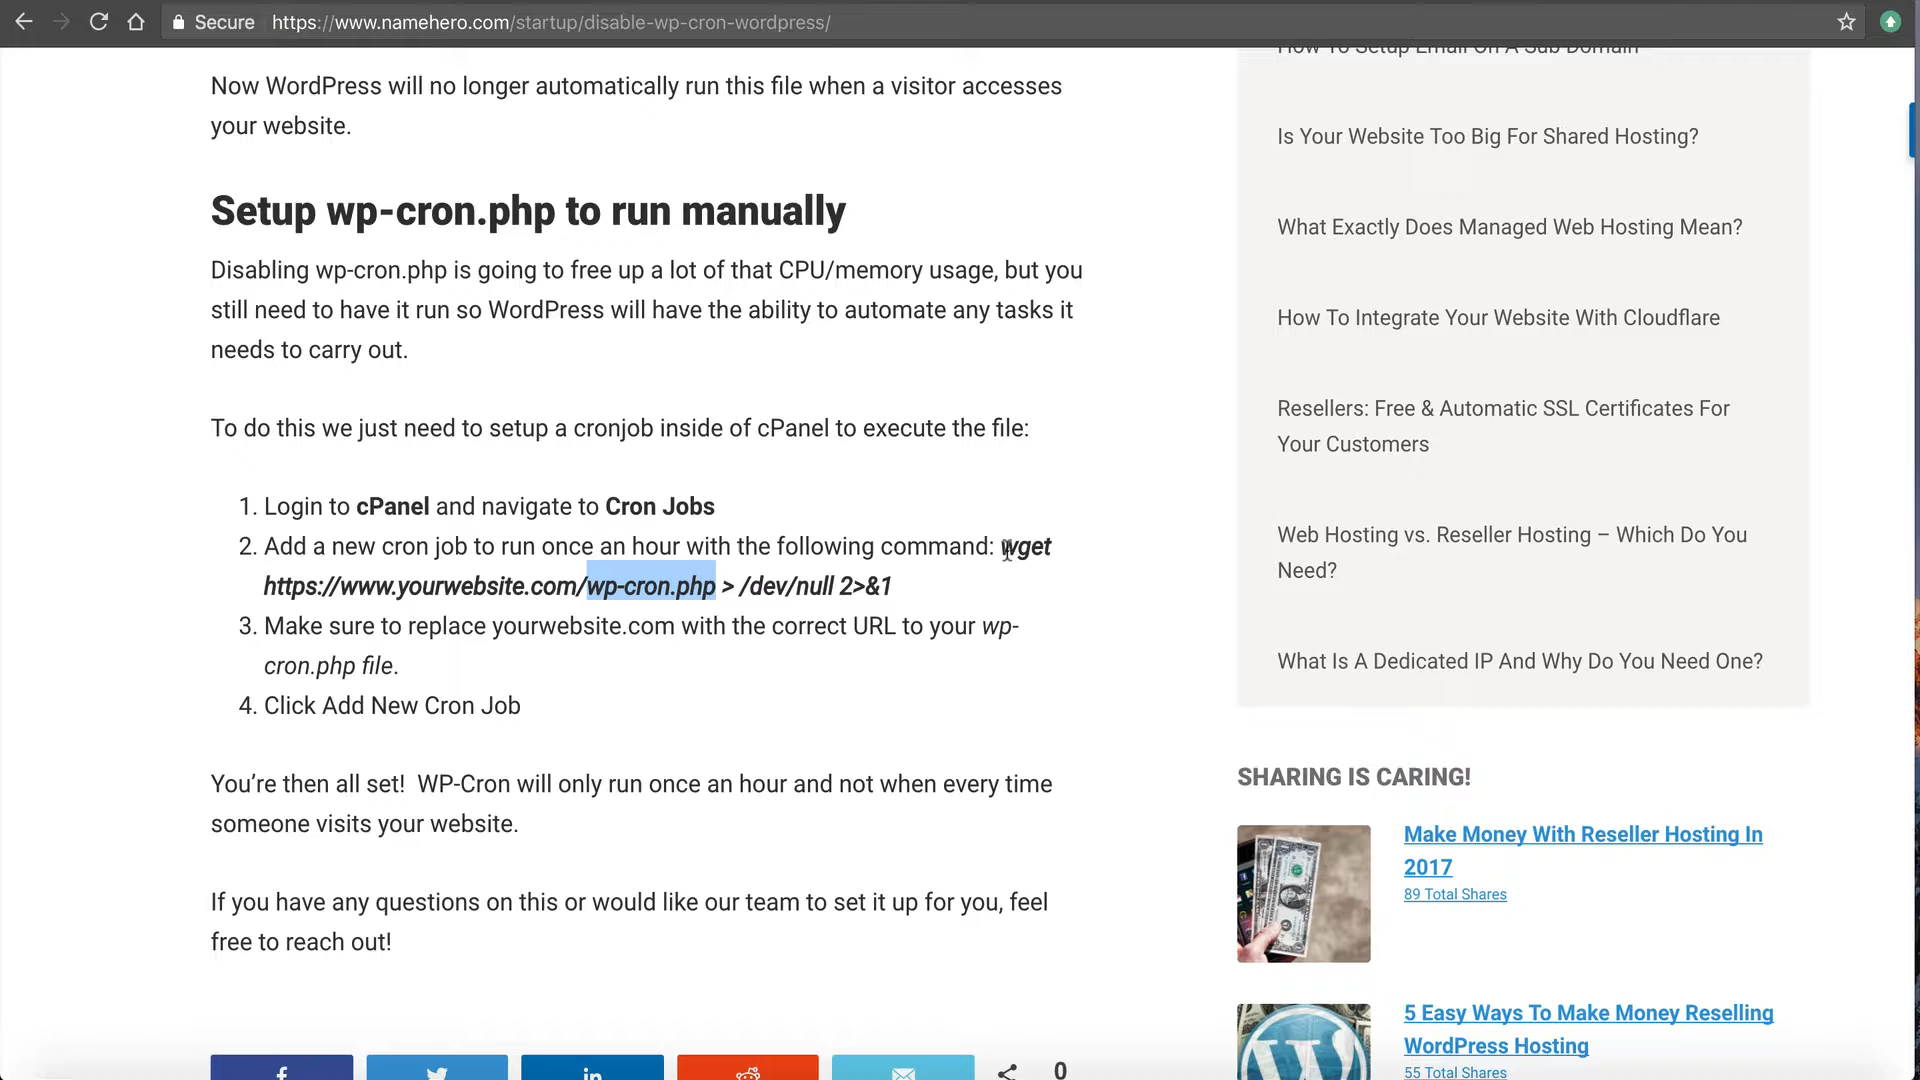 Secure https://www.namehero.com/startup/disable-wp-cron-wordpress/
Now WordPress will no longer automatically run this file when a visitor accesses
your website.
Setup wp-cron.php to run manually
Disabling wp-cron.php is going to free up a lot of that CPU/memory usage, but you
still need to have it run so WordPress will have the ability to automate any tasks it
needs to carry out.
To do this we just need to setup a cronjob inside of cPanel to execute the file:
1. Login to cPanel and navigate to Cron Jobs
2. Add a new cron job to run once an hour with the following command: wget
https://www.yourwebsite.com/wp-cron.php > /dev/null 2>&1
3. Make sure to replace yourwebsite.com with the correct URL to your wp-
cron.php file.
4. Click Add New Cron Job
You’re then all set!  WP-Cron will only run once an hour and not when every time
someone visits your website.
If you have any questions on this or would like our team to set it up for you, feel
free to reach out!
0
How To Setup Email On A Sub Domain
Is Your Website Too Big For Shared Hosting?
What Exactly Does Managed Web Hosting Mean?
How To Integrate Your Website With Cloudflare
Resellers: Free & Automatic SSL Certificates For
Your Customers
Web Hosting vs. Reseller Hosting – Which Do You
Need?
What Is A Dedicated IP And Why Do You Need One?
SHARING IS CARING!
Make Money With Reseller Hosting In
2017
89 Total Shares
5 Easy Ways To Make Money Reselling
WordPress Hosting
55 Total Shares